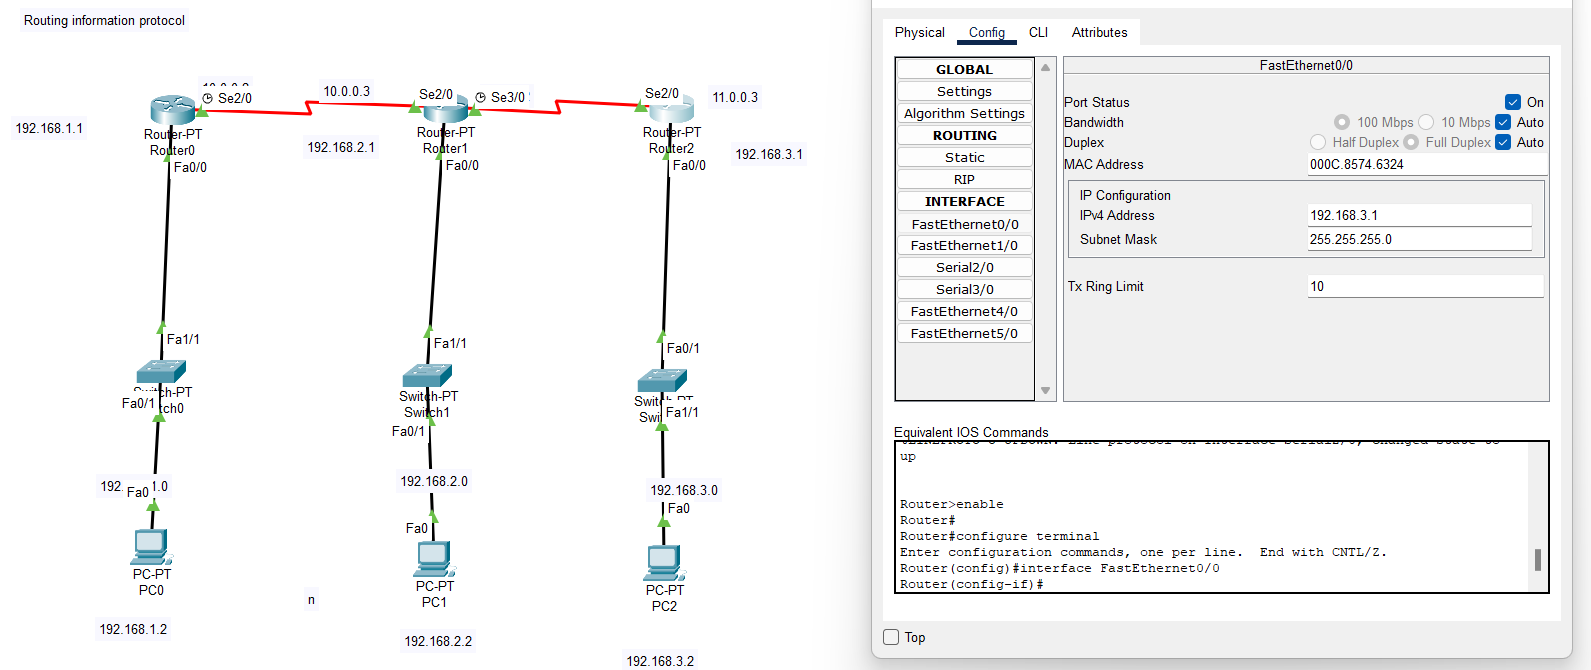 Routing information protocol
Se2/0
10.0.0.3
Se2/0
Se3/0
Se2/0
11.0.0.3
192.168.1.1
Router-PT
Router0
Fa0/0
192.168.2.1
Router-PT
Router1
Fa0/0
Router-PT
Router2
Fa0/0
192.168.3.1
Fa1/1
Fa1/1
Fa0/1
Fa0/1
Switch-PT
Switch1
Fa0/1
Fa1/1
192.
Fa0
1.0
192.168.2.0
192.168.3.0
Fa0
Fa0
PC-PT
PC0
PC-PT
PC1
PC-PT
PC2
n
192.168.1.2
192.168.2.2
192.168.3.2
Physical Config CLI Attributes
GLOBAL
Settings
Algorithm Settings
ROUTING
Static
RIP
INTERFACE
FastEthernet0/0
FastEthernet1/0
Serial2/0
Serial3/0
FastEthernet4/0
FastEthernet5/0
FastEthernet0/0
Port Status On
Bandwidth 100 Mbps 10 Mbps Auto
Duplex Half Duplex Full Duplex Auto
MAC Address 000C.8574.6324
IP Configuration
IPv4 Address 192.168.3.1
Subnet Mask 255.255.255.0
Tx Ring Limit 10
Equivalent IOS Commands
up
Router>enable
Router#
Router#configure terminal
Enter configuration commands, one per line. End with CNTL/Z.
Router(config)#interface FastEthernet0/0
Router(config-if)#
Top